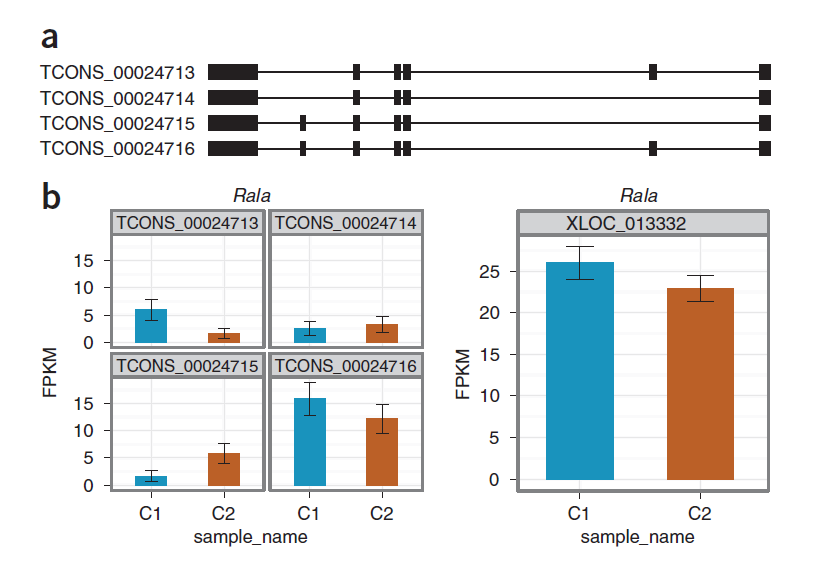 a
TCONS_00024713
TCONS_00024714
TCONS_00024715
TCONS_00024716
b
Rala
TCONS_00024713 TCONS_00024714
15
10
5
0
TCONS_00024715 TCONS_00024716
15
10
5
0
FPKM
C1 C2 C1 C2
sample_name
Rala
XLOC_013332
25
20
15
10
5
0
FPKM
C1 C2
sample_name